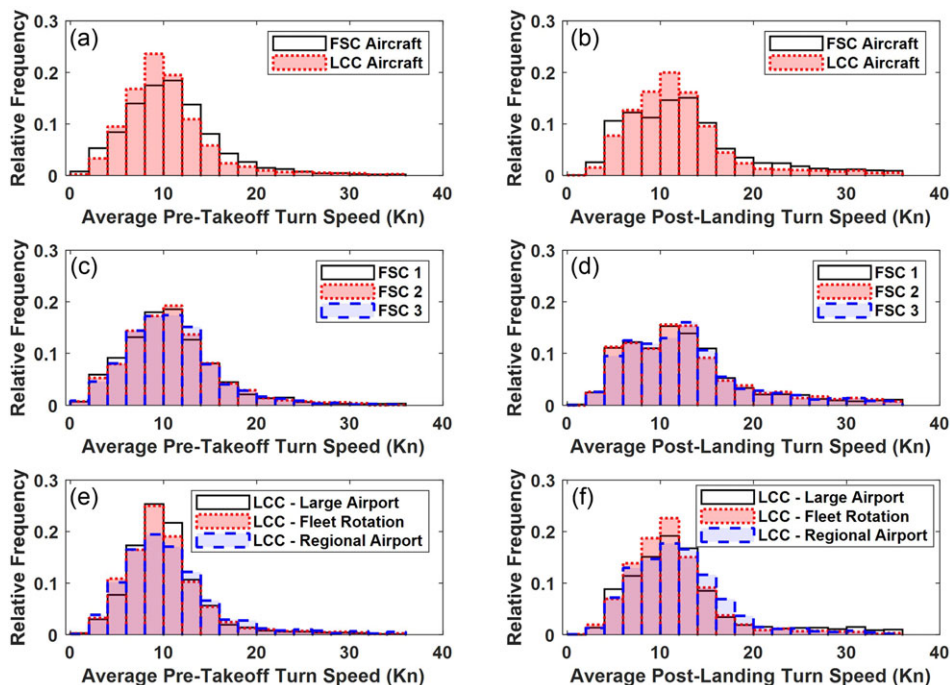 (a)
FSC Aircraft
LCC Aircraft
Relative Frequency
0.3
0.2
0.1
0
0 10 20 30 40
Average Pre-Takeoff Turn Speed (Kn)
(b)
FSC Aircraft
LCC Aircraft
Relative Frequency
0.3
0.2
0.1
0
0 10 20 30 40
Average Post-Landing Turn Speed (Kn)
(c)
FSC 1
FSC 2
FSC 3
Relative Frequency
0.3
0.2
0.1
0
0 10 20 30 40
Average Pre-Takeoff Turn Speed (Kn)
(d)
FSC 1
FSC 2
FSC 3
Relative Frequency
0.3
0.2
0.1
0
0 10 20 30 40
Average Post-Landing Turn Speed (Kn)
(e)
LCC - Large Airport
LCC - Fleet Rotation
LCC - Regional Airport
Relative Frequency
0.3
0.2
0.1
0
0 10 20 30 40
Average Pre-Takeoff Turn Speed (Kn)
(f)
LCC - Large Airport
LCC - Fleet Rotation
LCC - Regional Airport
Relative Frequency
0.3
0.2
0.1
0
0 10 20 30 40
Average Post-Landing Turn Speed (Kn)